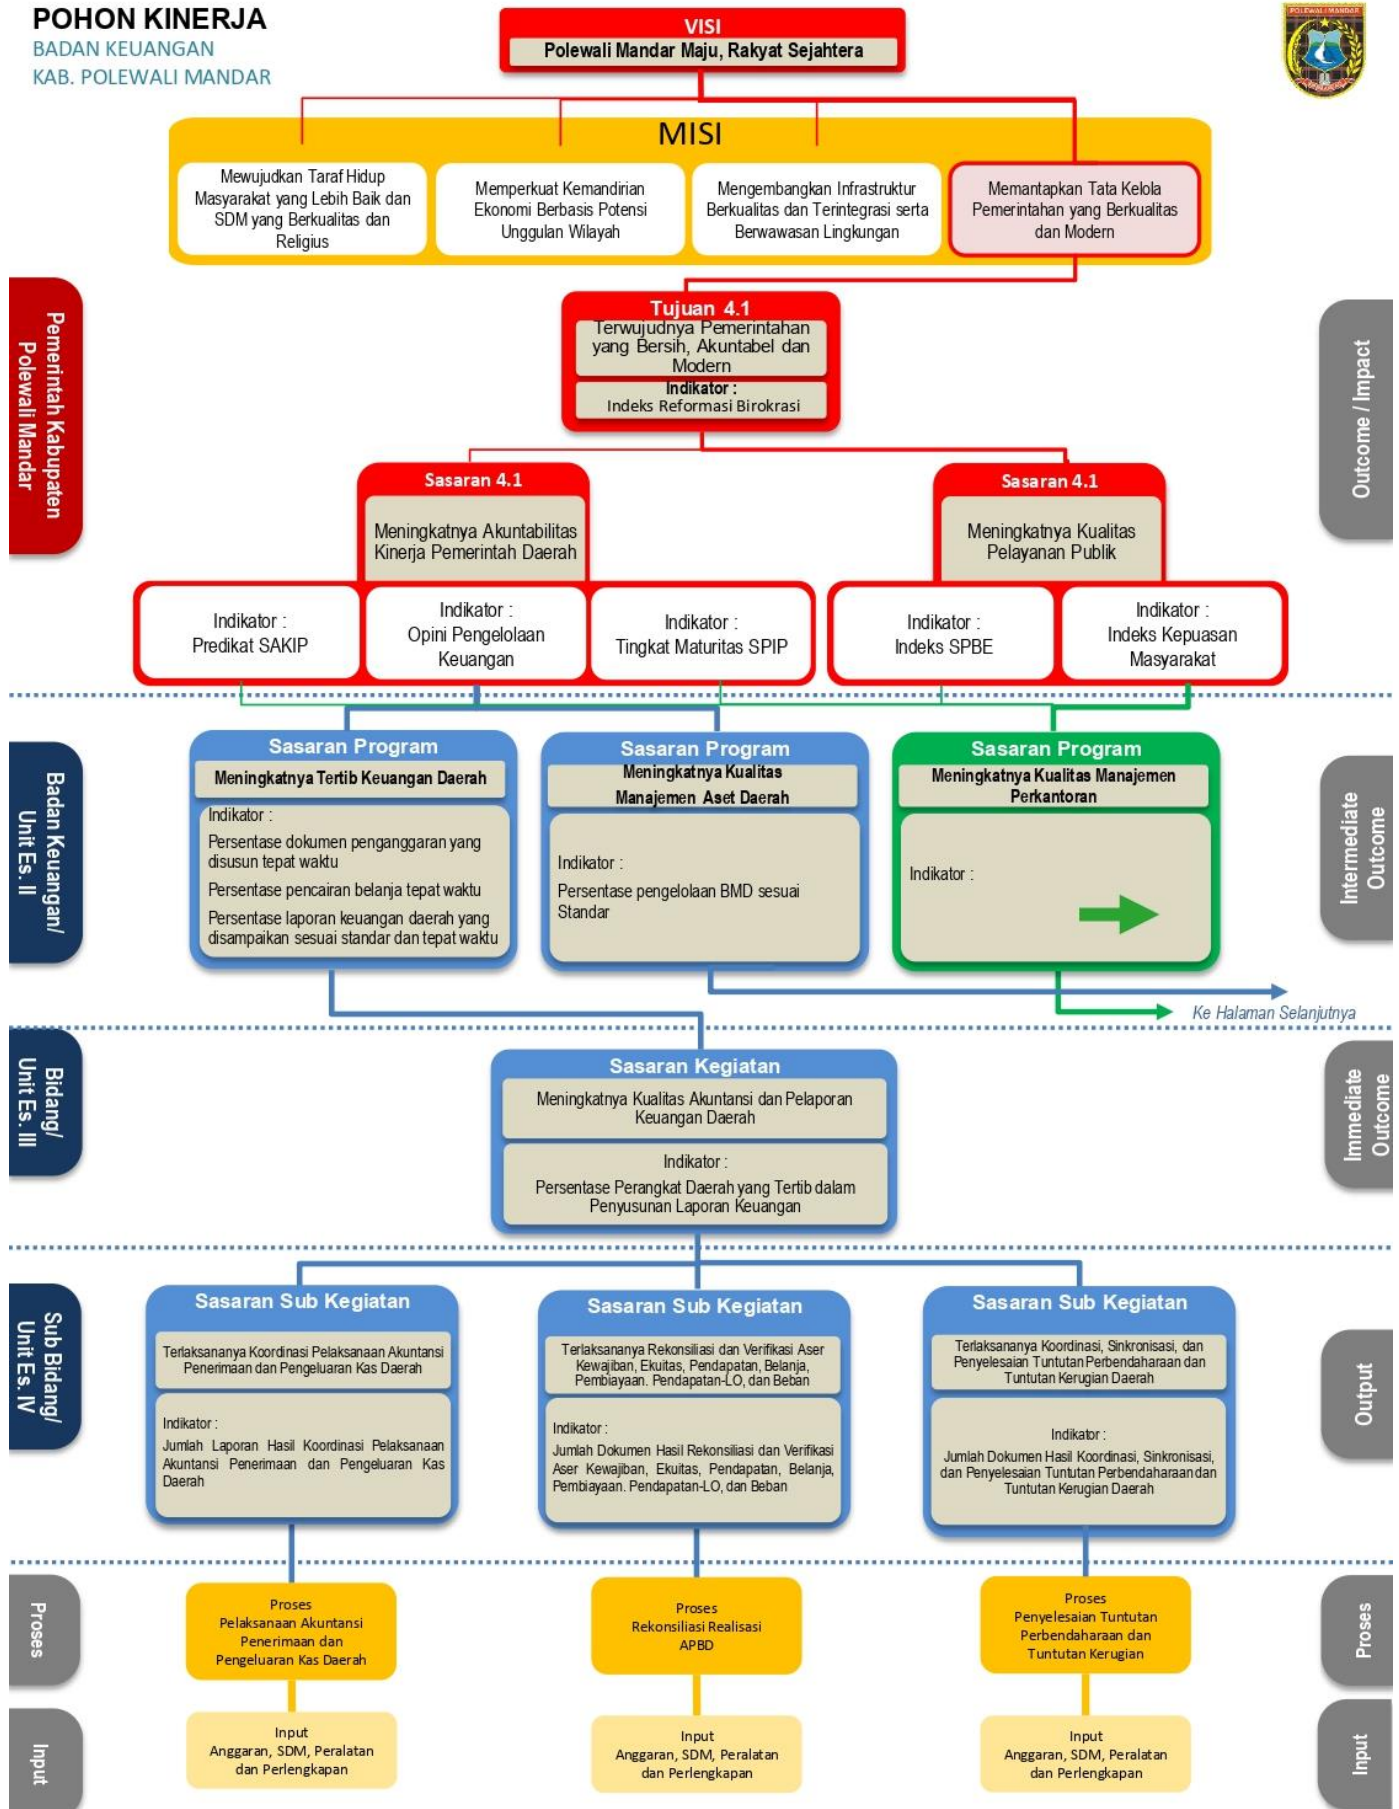 POHON KINERJA
BADAN KEUANGAN
KAB. POLEWALI MANDAR
VISI
Polewali Mandar Maju, Rakyat Sejahtera
POLEWALI MANDAR
MISI
Mewujudkan Taraf Hidup
Masyarakat yang Lebih Baik dan
SDM yang Berkualitas dan
Religius
Memperkuat Kemandirian
Ekonomi Berbasis Potensi
Unggulan Wilayah
Mengembangkan Infrastruktur
Berkualitas dan Terintegrasi serta
Berwawasan Lingkungan
Memantapkan Tata Kelola
Pemerintahan yang Berkualitas
dan Modern
Pemerintah Kabupaten
Polewali Mandar
Outcome / Impact
Tujuan 4.1
Terwujudnya Pemerintahan
yang Bersih, Akuntabel dan
Modern
Indikator :
Indeks Reformasi Birokrasi
Sasaran 4.1
Meningkatnya Akuntabilitas
Kinerja Pemerintah Daerah
Sasaran 4.1
Meningkatnya Kualitas
Pelayanan Publik
Indikator :
Predikat SAKIP
Indikator :
Opini Pengelolaan
Keuangan
Indikator :
Tingkat Maturitas SPIP
Indikator :
Indeks SPBE
Indikator :
Indeks Kepuasan
Masyarakat
Badan Keuangan/
Unit Es. II
Intermediate
Outcome
Sasaran Program
Meningkatnya Tertib Keuangan Daerah
Indikator :
Persentase dokumen penganggaran yang
disusun tepat waktu
Persentase pencairan belanja tepat waktu
Persentase laporan keuangan daerah yang
disampaikan sesuai standar dan tepat waktu
Sasaran Program
Meningkatnya Kualitas
Manajemen Aset Daerah
Indikator :
Persentase pengelolaan BMD sesuai
Standar
Sasaran Program
Meningkatnya Kualitas Manajemen
Perkantoran
Indikator :
Ke Halaman Selanjutnya
Bidang/
Unit Es. III
Immediate
Outcome
Sasaran Kegiatan
Meningkatnya Kualitas Akuntansi dan Pelaporan
Keuangan Daerah
Indikator :
Persentase Perangkat Daerah yang Tertib dalam
Penyusunan Laporan Keuangan
Sub Bidang/
Unit Es. IV
Output
Sasaran Sub Kegiatan
Terlaksananya Koordinasi Pelaksanaan Akuntansi
Penerimaan dan Pengeluaran Kas Daerah
Indikator :
Jumlah Laporan Hasil Koordinasi Pelaksanaan
Akuntansi Penerimaan dan Pengeluaran Kas
Daerah
Sasaran Sub Kegiatan
Terlaksananya Rekonsiliasi dan Verifikasi Aser
Kewajiban, Ekuitas, Pendapatan, Belanja,
Pembiayaan. Pendapatan-LO, dan Beban
Indikator :
Jumlah Dokumen Hasil Rekonsiliasi dan Verifikasi
Aser Kewajiban, Ekuitas, Pendapatan, Belanja,
Pembiayaan. Pendapatan-LO, dan Beban
Sasaran Sub Kegiatan
Terlaksananya Koordinasi, Sinkronisasi, dan
Penyelesaian Tuntutan Perbendaharaan dan
Tuntutan Kerugian Daerah
Indikator :
Jumlah Dokumen Hasil Koordinasi, Sinkronisasi,
dan Penyelesaian Tuntutan Perbendaharaan dan
Tuntutan Kerugian Daerah
Proses
Proses
Proses
Pelaksanaan Akuntansi
Penerimaan dan
Pengeluaran Kas Daerah
Proses
Rekonsiliasi Realisasi
APBD
Proses
Penyelesaian Tuntutan
Perbendaharaan dan
Tuntutan Kerugian
Input
Input
Input
Anggaran, SDM, Peralatan
dan Perlengkapan
Input
Anggaran, SDM, Peralatan
dan Perlengkapan
Input
Anggaran, SDM, Peralatan
dan Perlengkapan